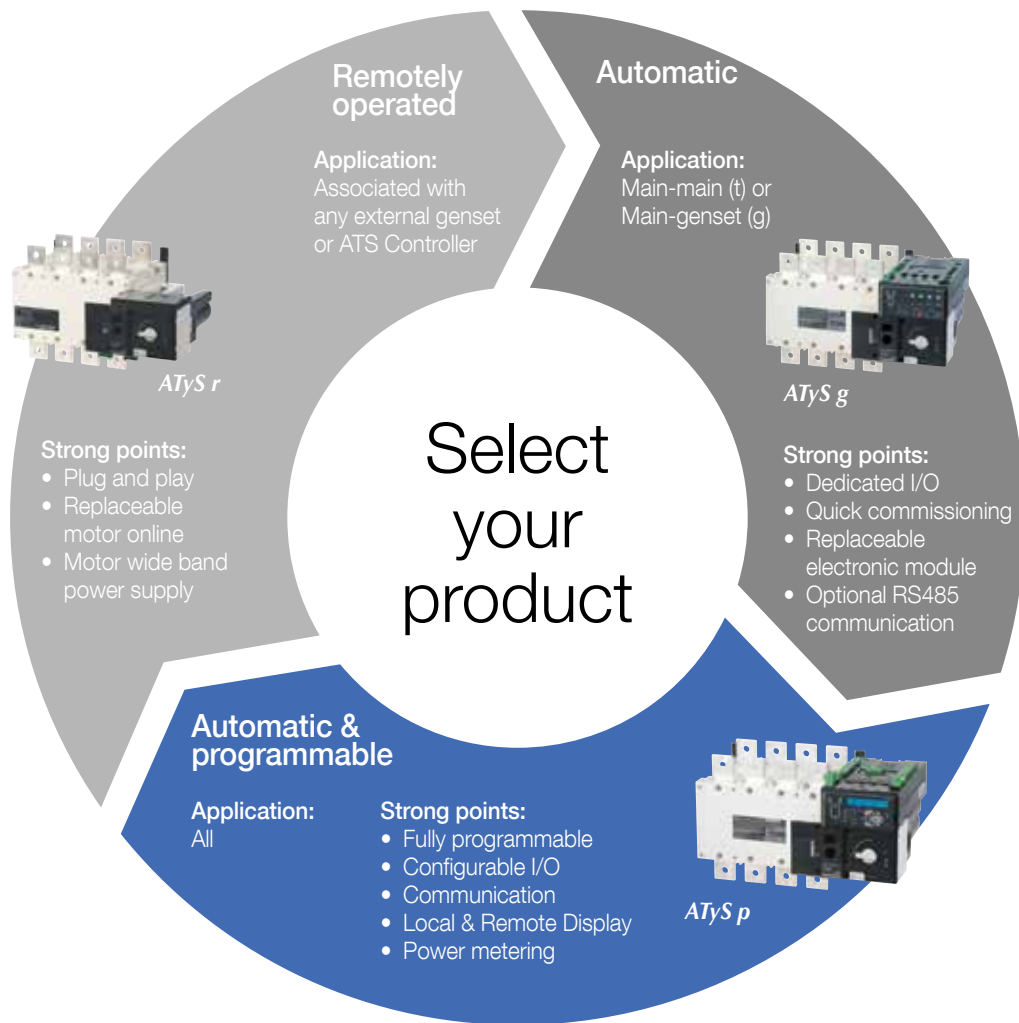 Remotely
operated
Application:
Associated with
any external genset
or ATS Controller
ATyS r
Strong points:
• Plug and play
• Replaceable
motor online
• Motor wide band
power supply
Automatic
Application:
Main-main (t) or
Main-genset (g)
ATyS g
Strong points:
• Dedicated I/O
• Quick commissioning
• Replaceable
electronic module
• Optional RS485
communication
Select
your
product
Automatic &
programmable
Application:
All
Strong points:
• Fully programmable
• Configurable I/O
• Communication
• Local & Remote Display
• Power metering
ATyS p